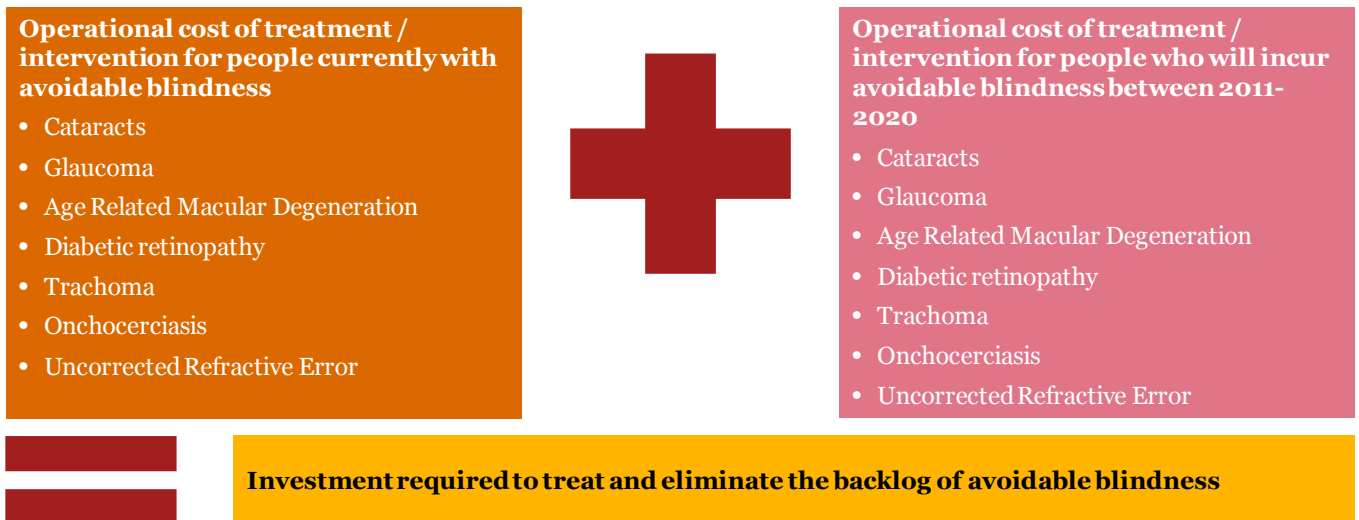 Operational cost of treatment /
intervention for people currently with
avoidable blindness
• Cataracts
• Glaucoma
• Age Related Macular Degeneration
• Diabetic retinopathy
• Trachoma
• Onchocerciasis
• Uncorrected Refractive Error
Operational cost of treatment /
intervention for people who will incur
avoidable blindness between 2011-
2020
• Cataracts
• Glaucoma
• Age Related Macular Degeneration
• Diabetic retinopathy
• Trachoma
• Onchocerciasis
• Uncorrected Refractive Error
Investment required to treat and eliminate the backlog of avoidable blindness